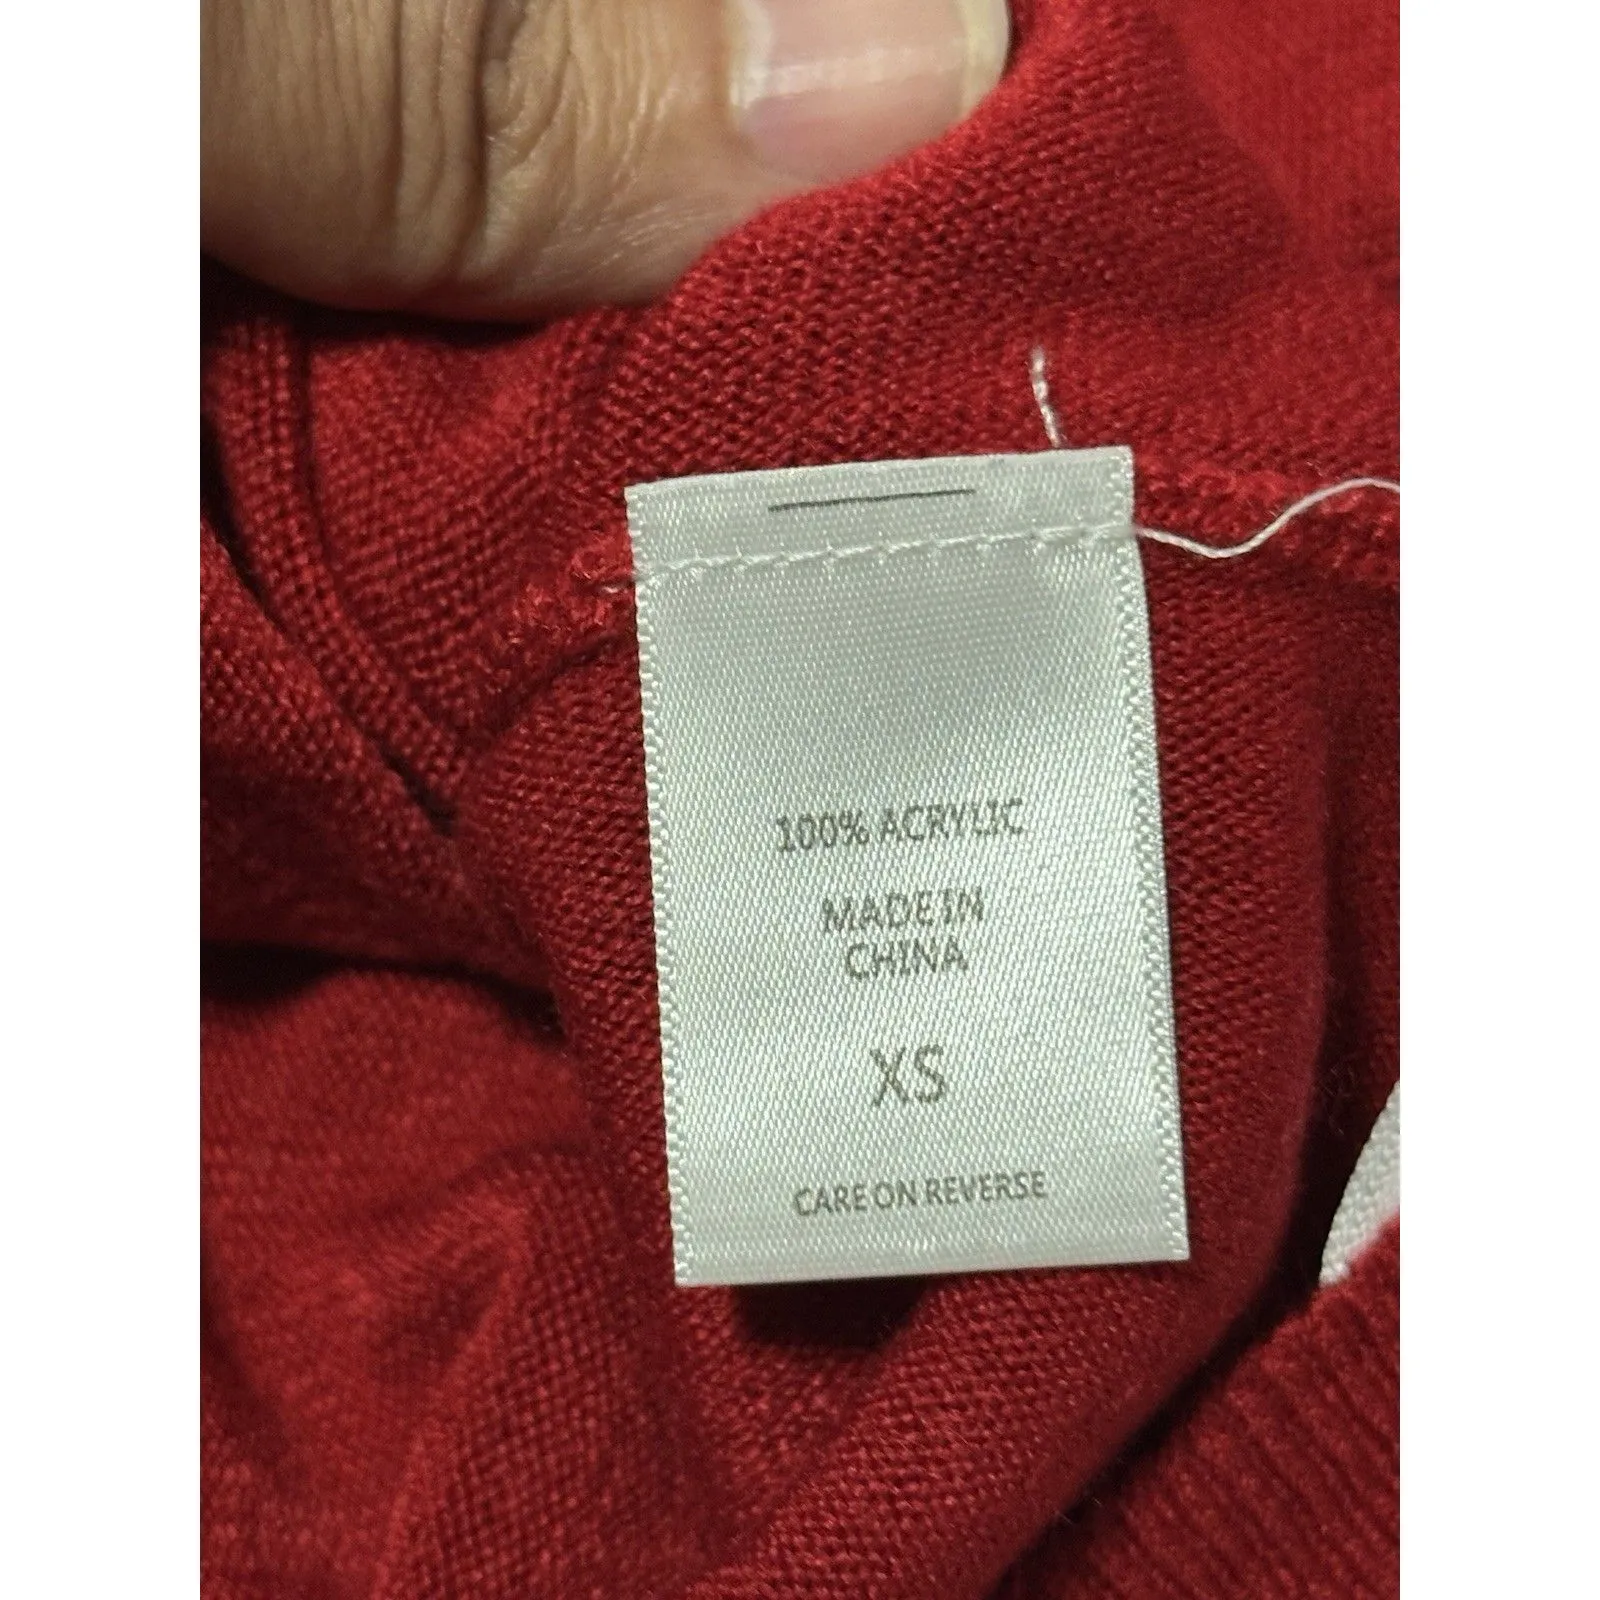 100% ACRYLIC
MADE IN
CHINA
XS
CARE ON REVERSE